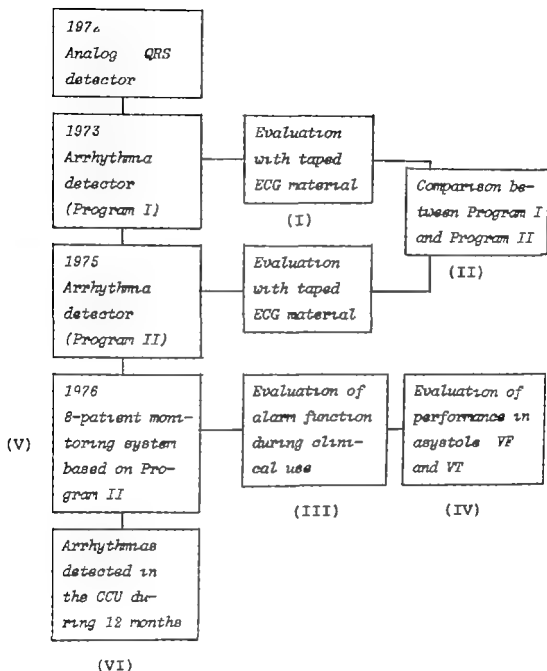 Analog QRS
detector
1973
Arrhythmia
detector
(Program I)
Evaluation
with taped
ECG material
(I)
Comparison be-
tween Program I
and Program II
(II)
1975
Arrhythmia
detector
(Program II)
Evaluation
with taped
ECG material
(V)
1976
8-patient moni-
toring system
based on Pro-
gram II
Evaluation of
alarm function
during clini-
cal use
(III)
Evaluation of
performance in
asystole VF
and VT
(IV)
Arrhythmias
detected in
the CCU du-
ring 12 months
(VI)